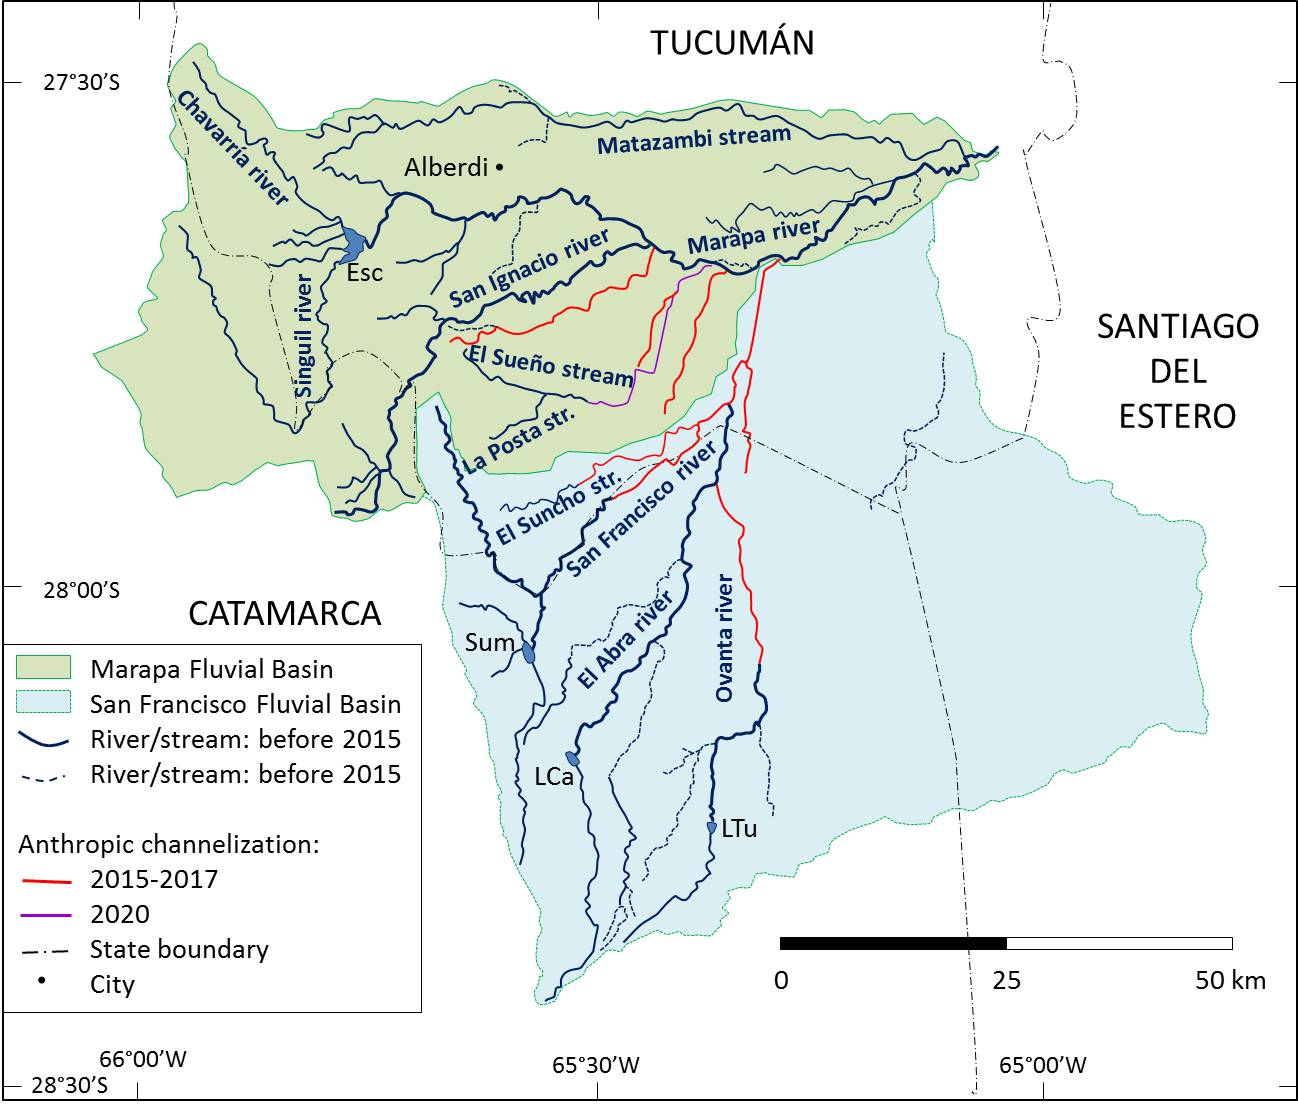 TUCUMÁN
27°30'S
Chavarría river
Matazambi stream
Alberdi
Marapa river
San Ignacio river
Esc
Singuil river
SANTIAGO
DEL
ESTERO
El Sueño stream
La Posta str.
El Suncho str.
San Francisco river
28°00'S
CATAMARCA
Sum
El Abra river
Ovanta river
LCa
LTu
Marapa Fluvial Basin
San Francisco Fluvial Basin
River/stream: before 2015
River/stream: before 2015
Anthropic channelization:
2015-2017
2020
State boundary
City
0 25 50 km
66°00'W
65°30'W
65°00'W
28°30'S